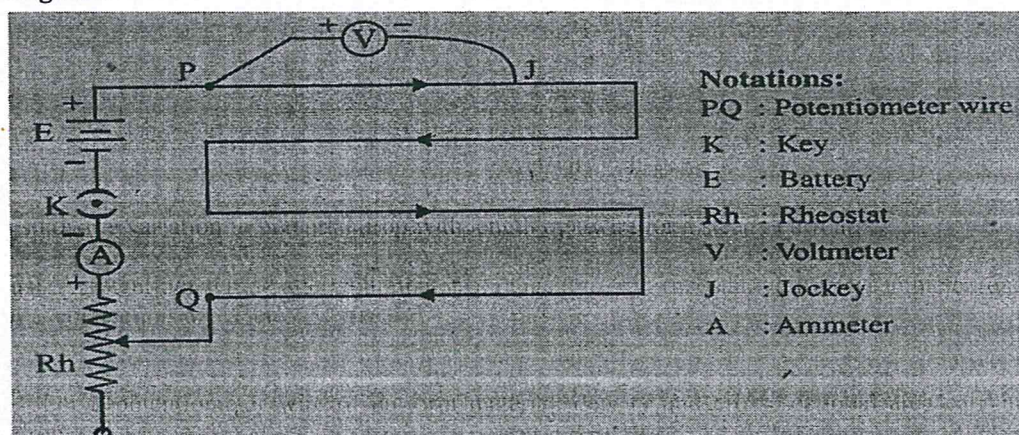 + V −
P J
Notations:
+ PQ : Potentiometer wire
E K : Key
− E : Battery
K Rh : Rheostat
− V : Voltmeter
A J : Jockey
+ Q A : Ammeter
Rh